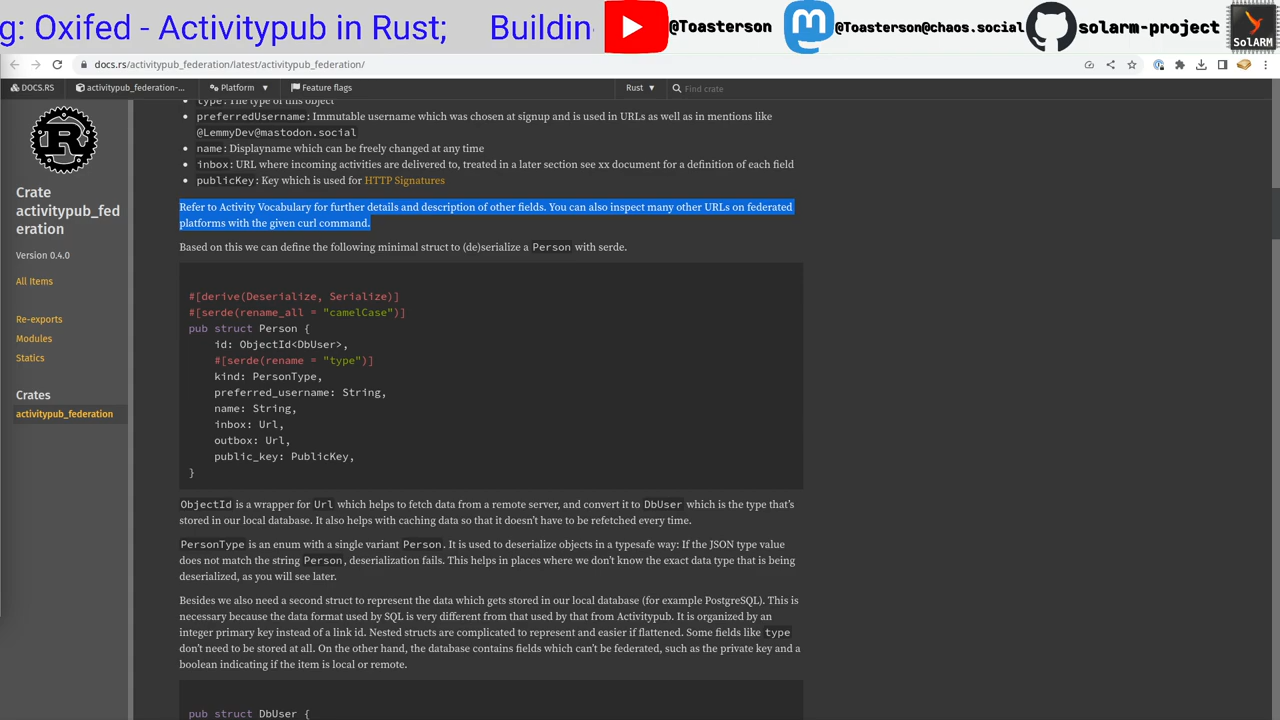 g: Oxifed - Activitypub in Rust;    Buildin
@Toasterson
@Toasterson@chaos.social
solarm-project
SolARM
docs.rs/activitypub_federation/latest/activitypub_federation/
DOCS.RS
activitypub_federation-...
Platform
Feature flags
Rust
Find crate
type: The type of this object
preferredUsername: Immutable username which was chosen at signup and is used in URLs as well as in mentions like
@LemmyDev@mastodon.social
name: Displayname which can be freely changed at any time
inbox: URL where incoming activities are delivered to, treated in a later section see xx document for a definition of each field
publicKey: Key which is used for HTTP Signatures
Crate
activitypub_fed
eration
Version 0.4.0
All Items
Re-exports
Modules
Statics
Crates
activitypub_federation
Refer to Activity Vocabulary for further details and description of other fields. You can also inspect many other URLs on federated
platforms with the given curl command.
Based on this we can define the following minimal struct to (de)serialize a Person with serde.
#[derive(Deserialize, Serialize)]
#[serde(rename_all = "camelCase")]
pub struct Person {
    id: ObjectId<DbUser>,
    #[serde(rename = "type")]
    kind: PersonType,
    preferred_username: String,
    name: String,
    inbox: Url,
    outbox: Url,
    public_key: PublicKey,
}
ObjectId is a wrapper for Url which helps to fetch data from a remote server, and convert it to DbUser which is the type that's
stored in our local database. It also helps with caching data so that it doesn't have to be refetched every time.
PersonType is an enum with a single variant Person. It is used to deserialize objects in a typesafe way: If the JSON type value
does not match the string Person, deserialization fails. This helps in places where we don't know the exact data type that is being
deserialized, as you will see later.
Besides we also need a second struct to represent the data which gets stored in our local database (for example PostgreSQL). This is
necessary because the data format used by SQL is very different from that used by that from Activitypub. It is organized by an
integer primary key instead of a link id. Nested structs are complicated to represent and easier if flattened. Some fields like type
don't need to be stored at all. On the other hand, the database contains fields which can't be federated, such as the private key and a
boolean indicating if the item is local or remote.
pub struct DbUser {